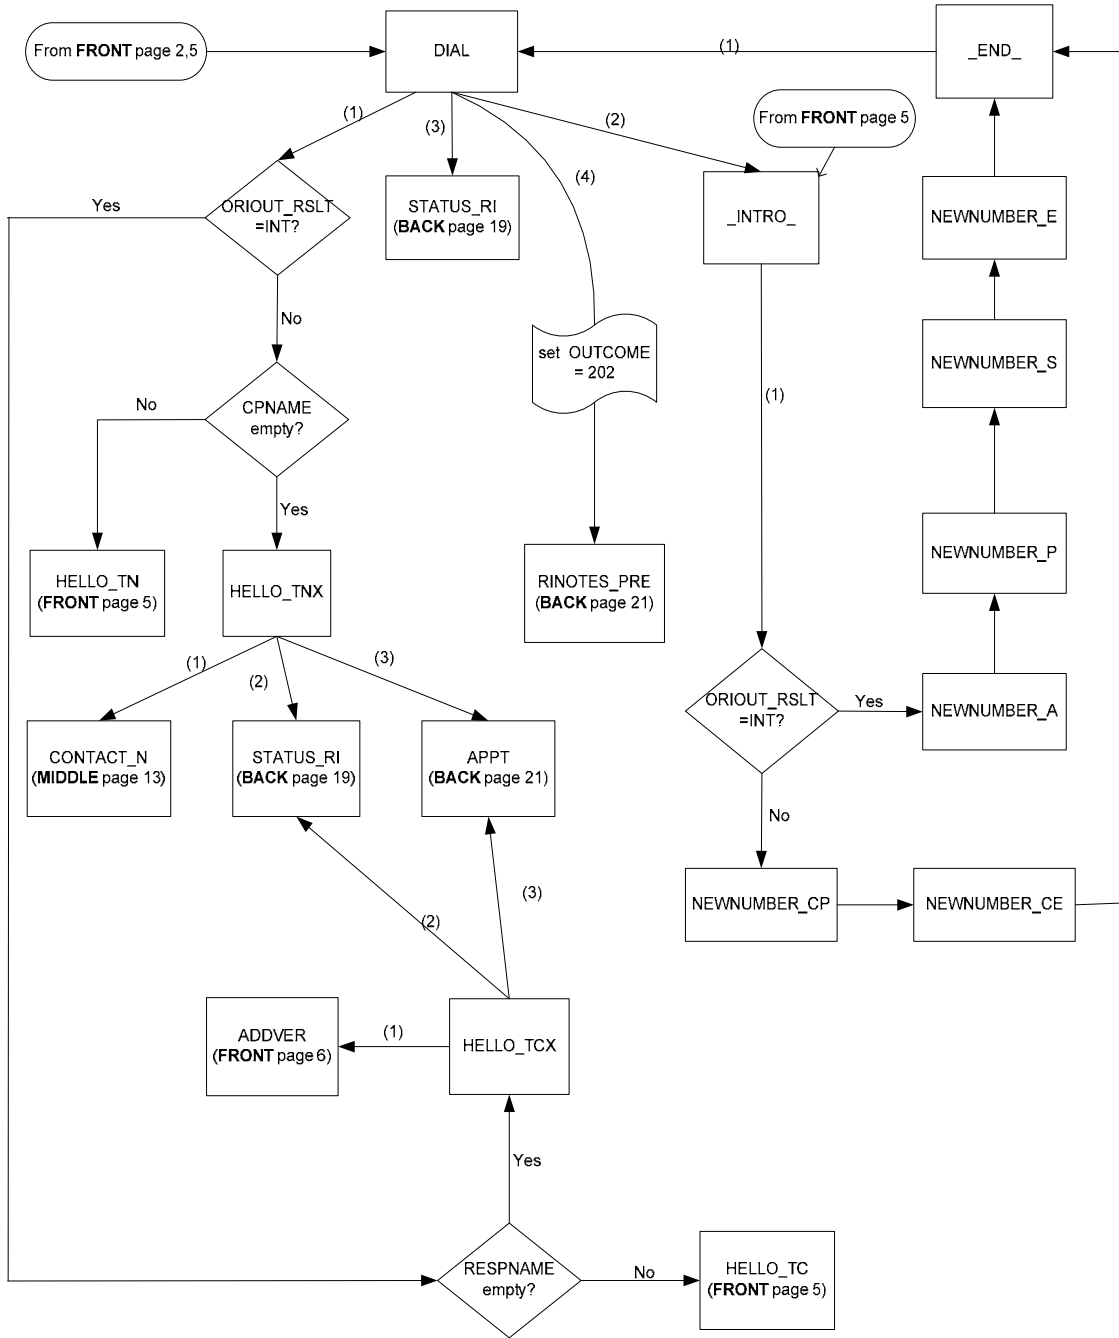 From FRONT page 2,5
DIAL
(1)
_END_
(1)
(3)
(2)
From FRONT page 5
(4)
Yes
ORIOUT_RSLT
=INT?
STATUS_RI
(BACK page 19)
_INTRO_
NEWNUMBER_E
No
set OUTCOME
= 202
NEWNUMBER_S
(1)
No
CPNAME
empty?
Yes
HELLO_TN
(FRONT page 5)
HELLO_TNX
RINOTES_PRE
(BACK page 21)
NEWNUMBER_P
(1)
(2)
(3)
ORIOUT_RSLT
=INT?
Yes
NEWNUMBER_A
CONTACT_N
(MIDDLE page 13)
STATUS_RI
(BACK page 19)
APPT
(BACK page 21)
No
(2)
(3)
NEWNUMBER_CP
NEWNUMBER_CE
ADDVER
(FRONT page 6)
(1)
HELLO_TCX
Yes
RESPNAME
empty?
No
HELLO_TC
(FRONT page 5)